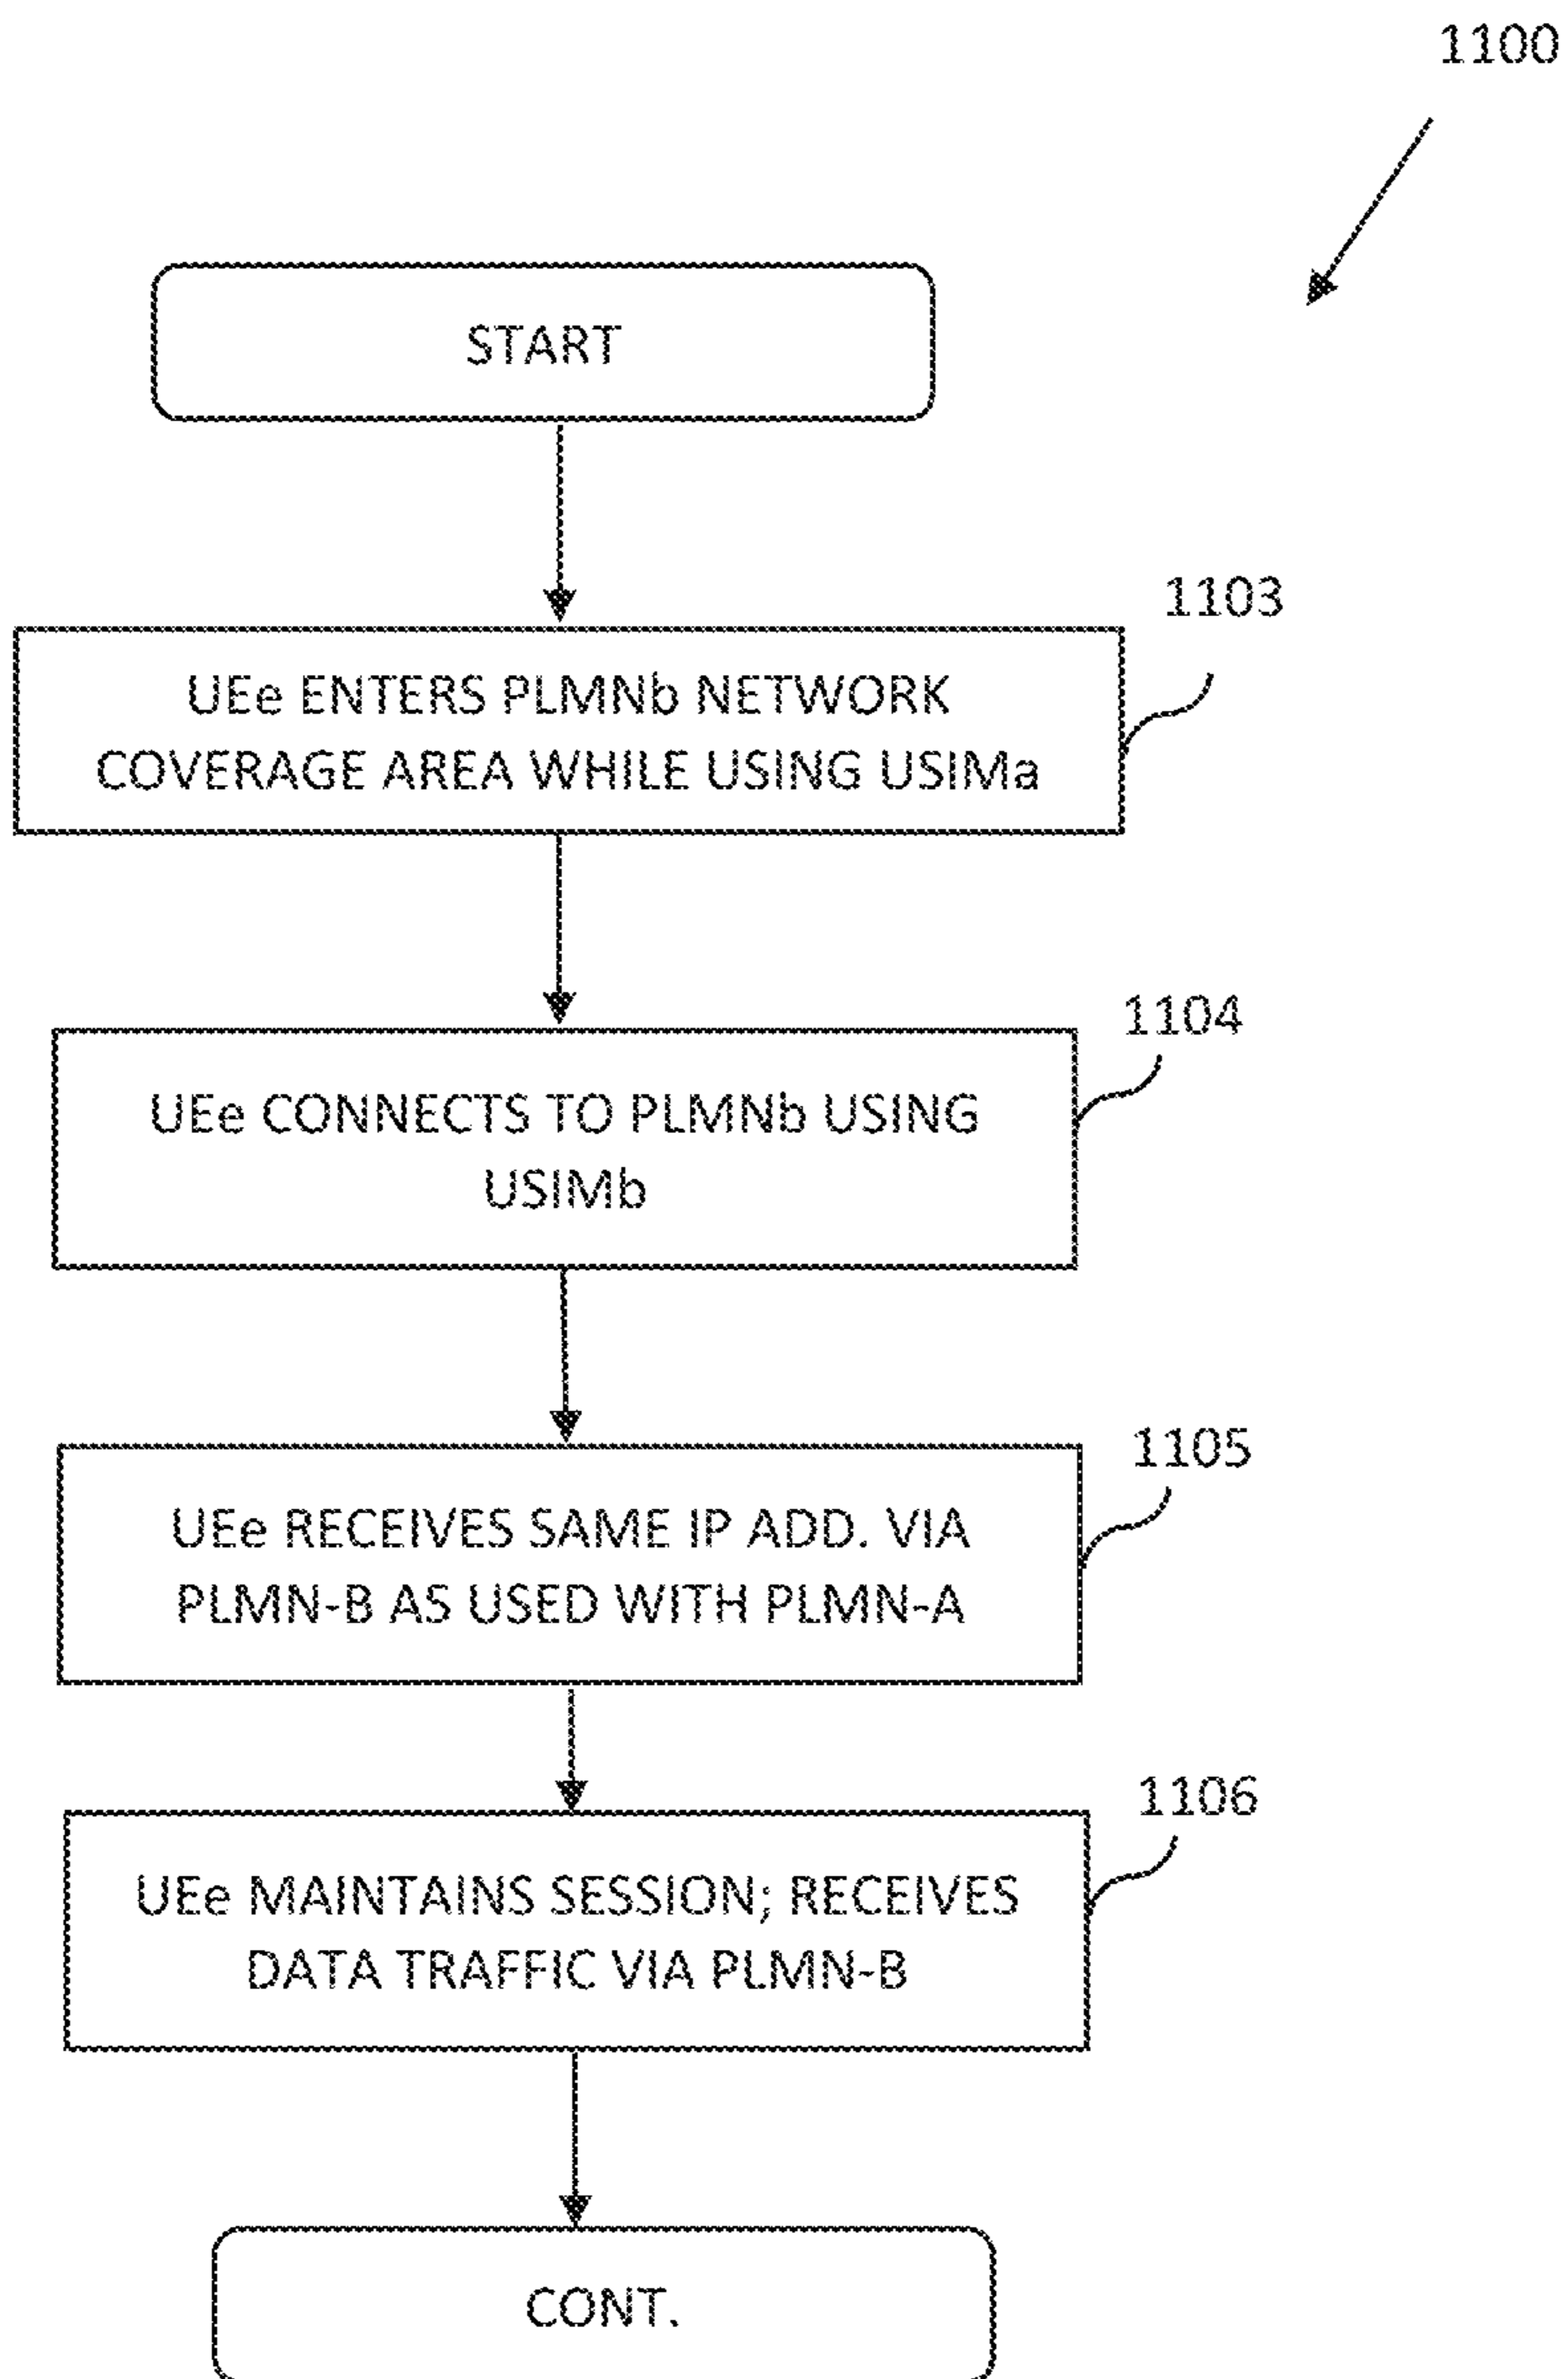 1100
START
1103
UEe ENTERS PLMNb NETWORK
COVERAGE AREA WHILE USING USIMa
1104
UEe CONNECTS TO PLMNb USING
USIMb
1105
UEe RECEIVES SAME IP ADD. VIA
PLMN-B AS USED WITH PLMN-A
1106
UEe MAINTAINS SESSION; RECEIVES
DATA TRAFFIC VIA PLMN-B
CONT.